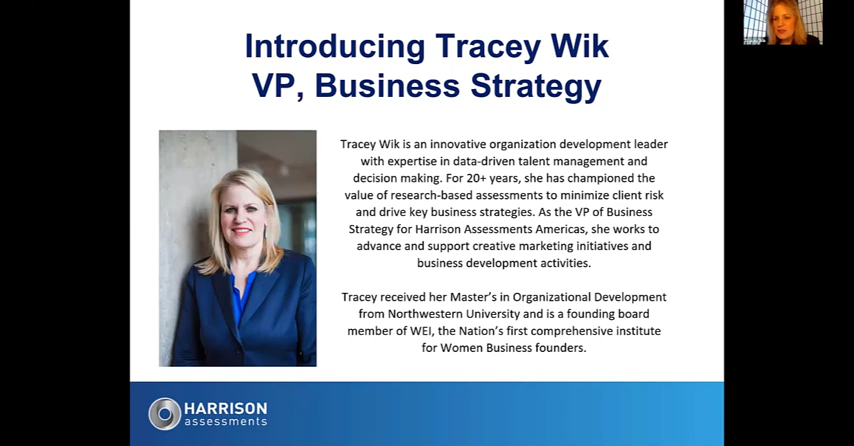 Introducing Tracey Wik
VP, Business Strategy
Tracey Wik is an innovative organization development leader
with expertise in data-driven talent management and
decision making. For 20+ years, she has championed the
value of research-based assessments to minimize client risk
and drive key business strategies. As the VP of Business
Strategy for Harrison Assessments Americas, she works to
advance and support creative marketing initiatives and
business development activities.
Tracey received her Master's in Organizational Development
from Northwestern University and is a founding board
member of WEI, the Nation's first comprehensive institute
for Women Business founders.
HARRISON
assessments